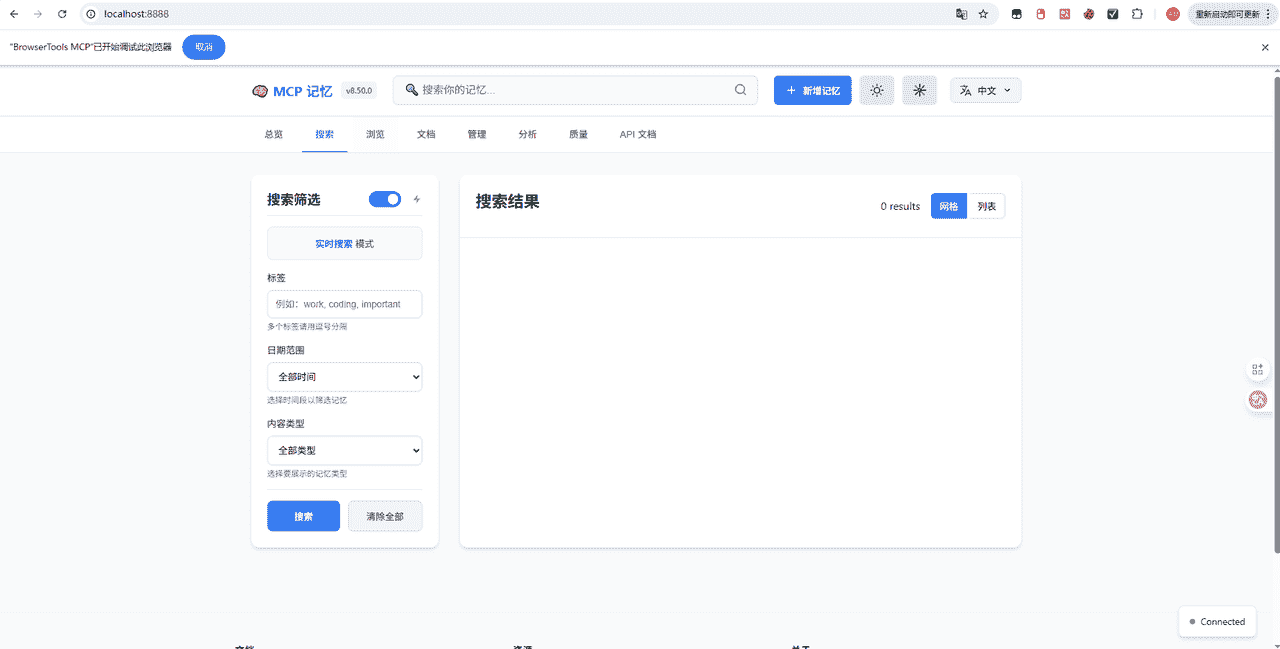 localhost:8888
重新启动即可更新
"BrowserTools MCP"已开始调试此浏览器
取消
MCP 记忆
v8.50.0
搜索你的记忆...
+ 新增记忆
中文
总览
搜索
浏览
文档
管理
分析
质量
API 文档
搜索筛选
实时搜索 模式
标签
例如：work, coding, important
多个标签请用逗号分隔
日期范围
全部时间
选择时间段以筛选记忆
内容类型
全部类型
选择要展示的记忆类型
搜索
清除全部
搜索结果
0 results
网格
列表
Connected
文档
资源
关于